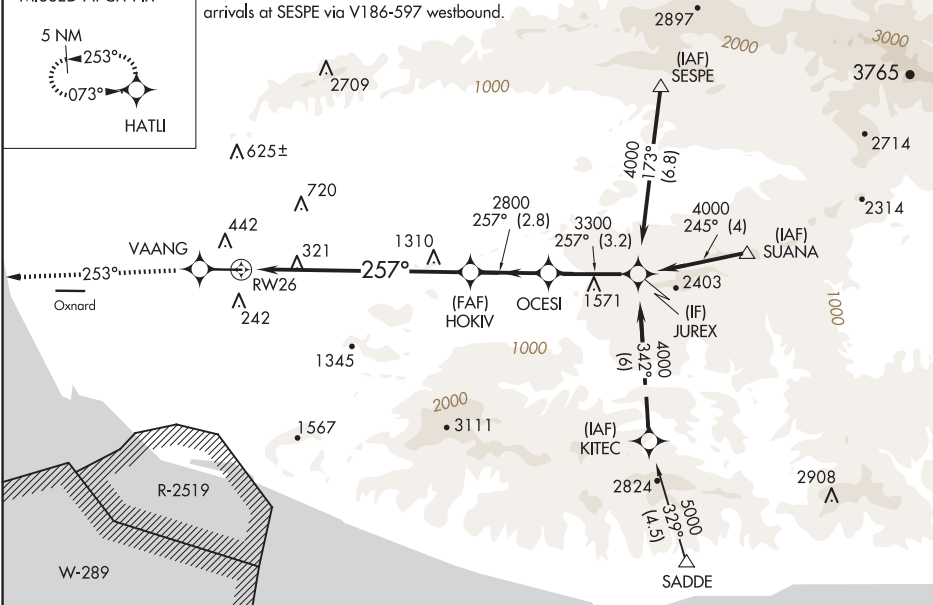 MISSED APCH FIX
arrivals at SESPE via V186-597 westbound.
5 NM
253°
073°
HATLI
2897
2000
3000
(IAF)
SESPE
3765
2709
1000
2714
625±
4000
173°
(6.8)
720
2314
2800
257° (2.8)
3300
257° (3.2)
4000
245° (4)
(IAF)
SUANA
442
VAANG
321
1310
253°
257°
RW26
Oxnard
242
(FAF)
HOKIV
OCESI
1571
2403
(IF)
JUREX
1000
1345
1000
4000
342°
(6)
2000
1567
3111
(IAF)
KITEC
R-2519
2824
2908
5000
329°
(4.5)
W-289
SADDE